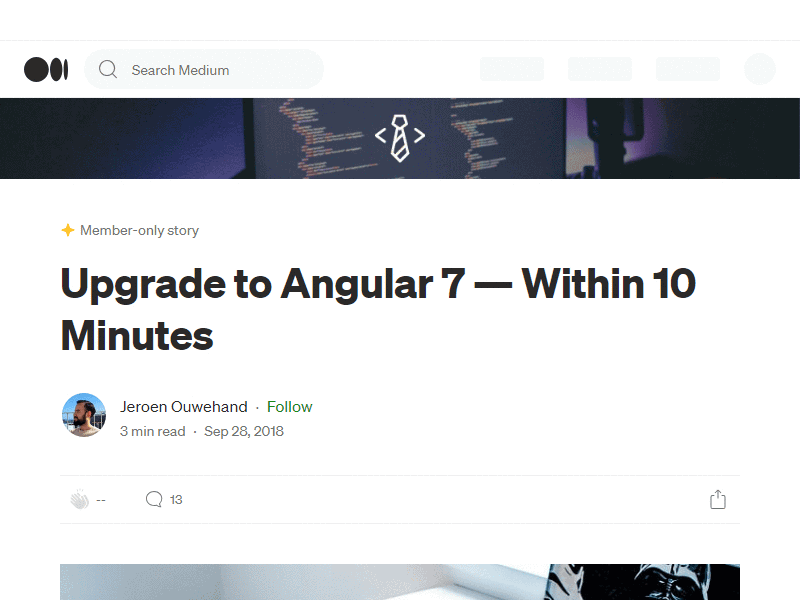 Search Medium
Member-only story
Upgrade to Angular 7 — Within 10
Minutes
Jeroen Ouwehand · Follow
3 min read · Sep 28, 2018
-- 13